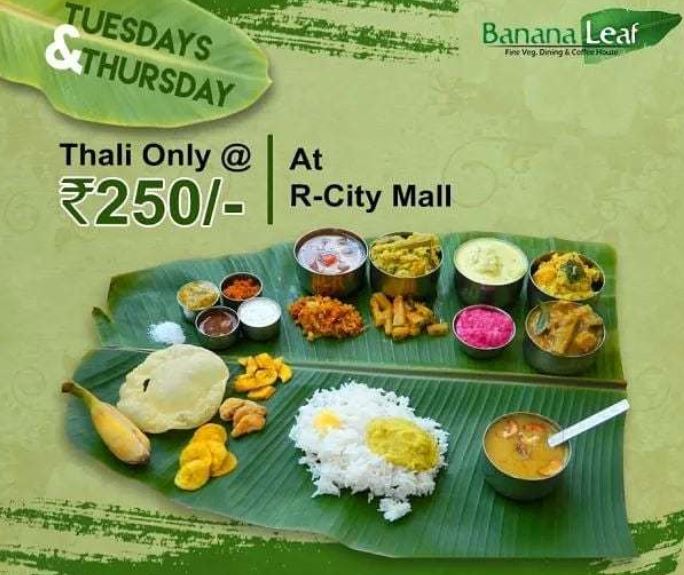 TUESDAYS
& THURSDAY
Banana Leaf
Fine Veg. Dining & Coffee House
Thali Only @
₹250/-
At
R-City Mall